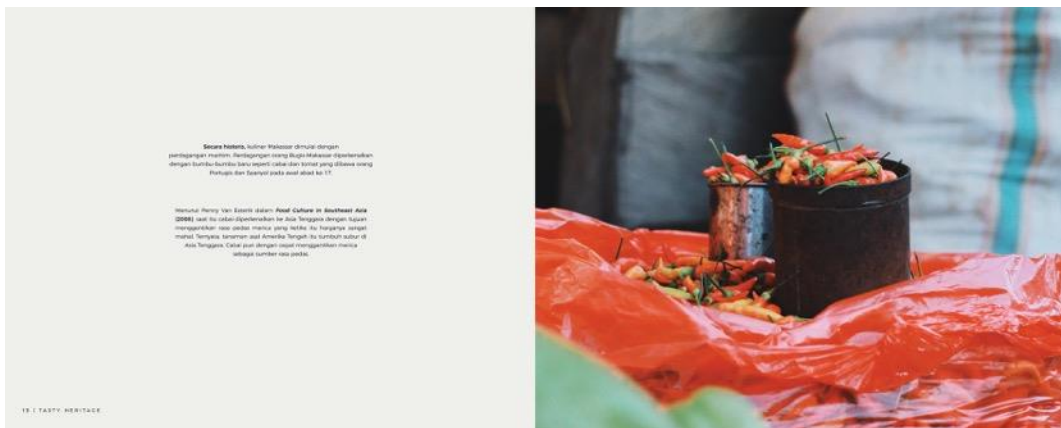 Secara historis, kuliner Makassar dimulai dengan
perdagangan maritim. Perdagangan orang Bugis-Makassar diperkenalkan
dengan bumbu-bumbu baru seperti cabai dan tomat yang dibawa orang
Portugis dan Spanyol pada awal abad ke-17.
Menurut Penny Van Esterik dalam Food Culture in Southeast Asia
(2008), saat itu cabai diperkenalkan ke Asia Tenggara dengan tujuan
menggantikan rasa pedas merica yang ketika itu harganya sangat
mahal. Ternyata, tanaman asal Amerika Tengah itu tumbuh subur di
Asia Tenggara. Cabai pun dengan cepat menggantikan merica
sebagai sumber rasa pedas.
| TASTY HERITAGE